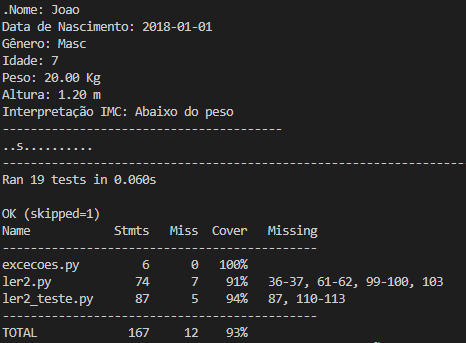 .Nome: Joao
Data de Nascimento: 2018-01-01
Gênero: Masc
Idade: 7
Peso: 20.00 Kg
Altura: 1.20 m
Interpretação IMC: Abaixo do peso
----------------------------------------
..s..........
----------------------------------------------------------------------
Ran 19 tests in 0.060s

OK (skipped=1)
Name            Stmts   Miss  Cover   Missing
---------------------------------------------
excecoes.py         6      0   100%
ler2.py            74      7    91%   36-37, 61-62, 99-100, 103
ler2_teste.py      87      5    94%   87, 110-113
---------------------------------------------
TOTAL             167     12    93%